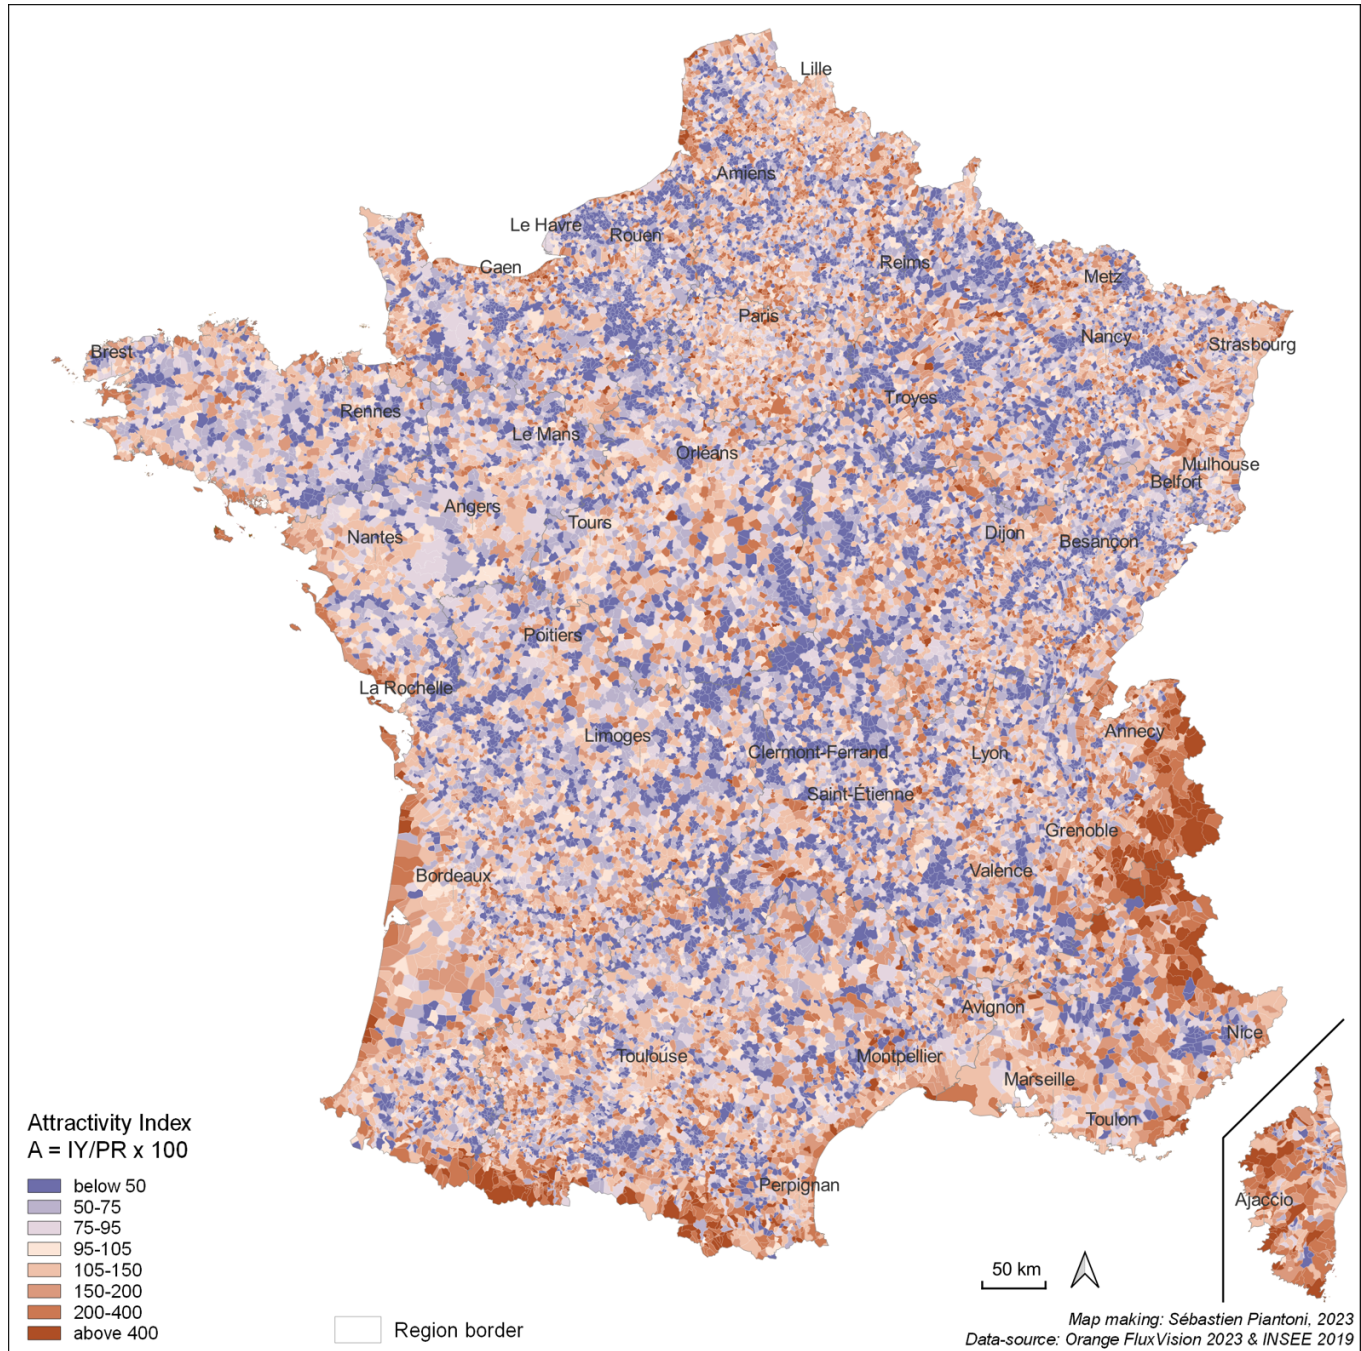 Lille
Amiens
Le Havre
Rouen
Caen
Reims
Metz
Paris
Nancy
Strasbourg
Brest
Rennes
Troyes
Le Mans
Orléans
Mulhouse
Belfort
Angers
Tours
Nantes
Dijon
Besançon
Poitiers
La Rochelle
Limoges
Clermont-Ferrand
Lyon
Annecy
Saint-Étienne
Grenoble
Bordeaux
Valence
Avignon
Nice
Toulouse
Montpellier
Marseille
Toulon
Perpignan
Ajaccio
Attractivity Index
A = IY/PR x 100
below 50
50-75
75-95
95-105
105-150
150-200
200-400
above 400
Region border
50 km
Map making: Sébastien Piantoni, 2023
Data-source: Orange FluxVision 2023 & INSEE 2019